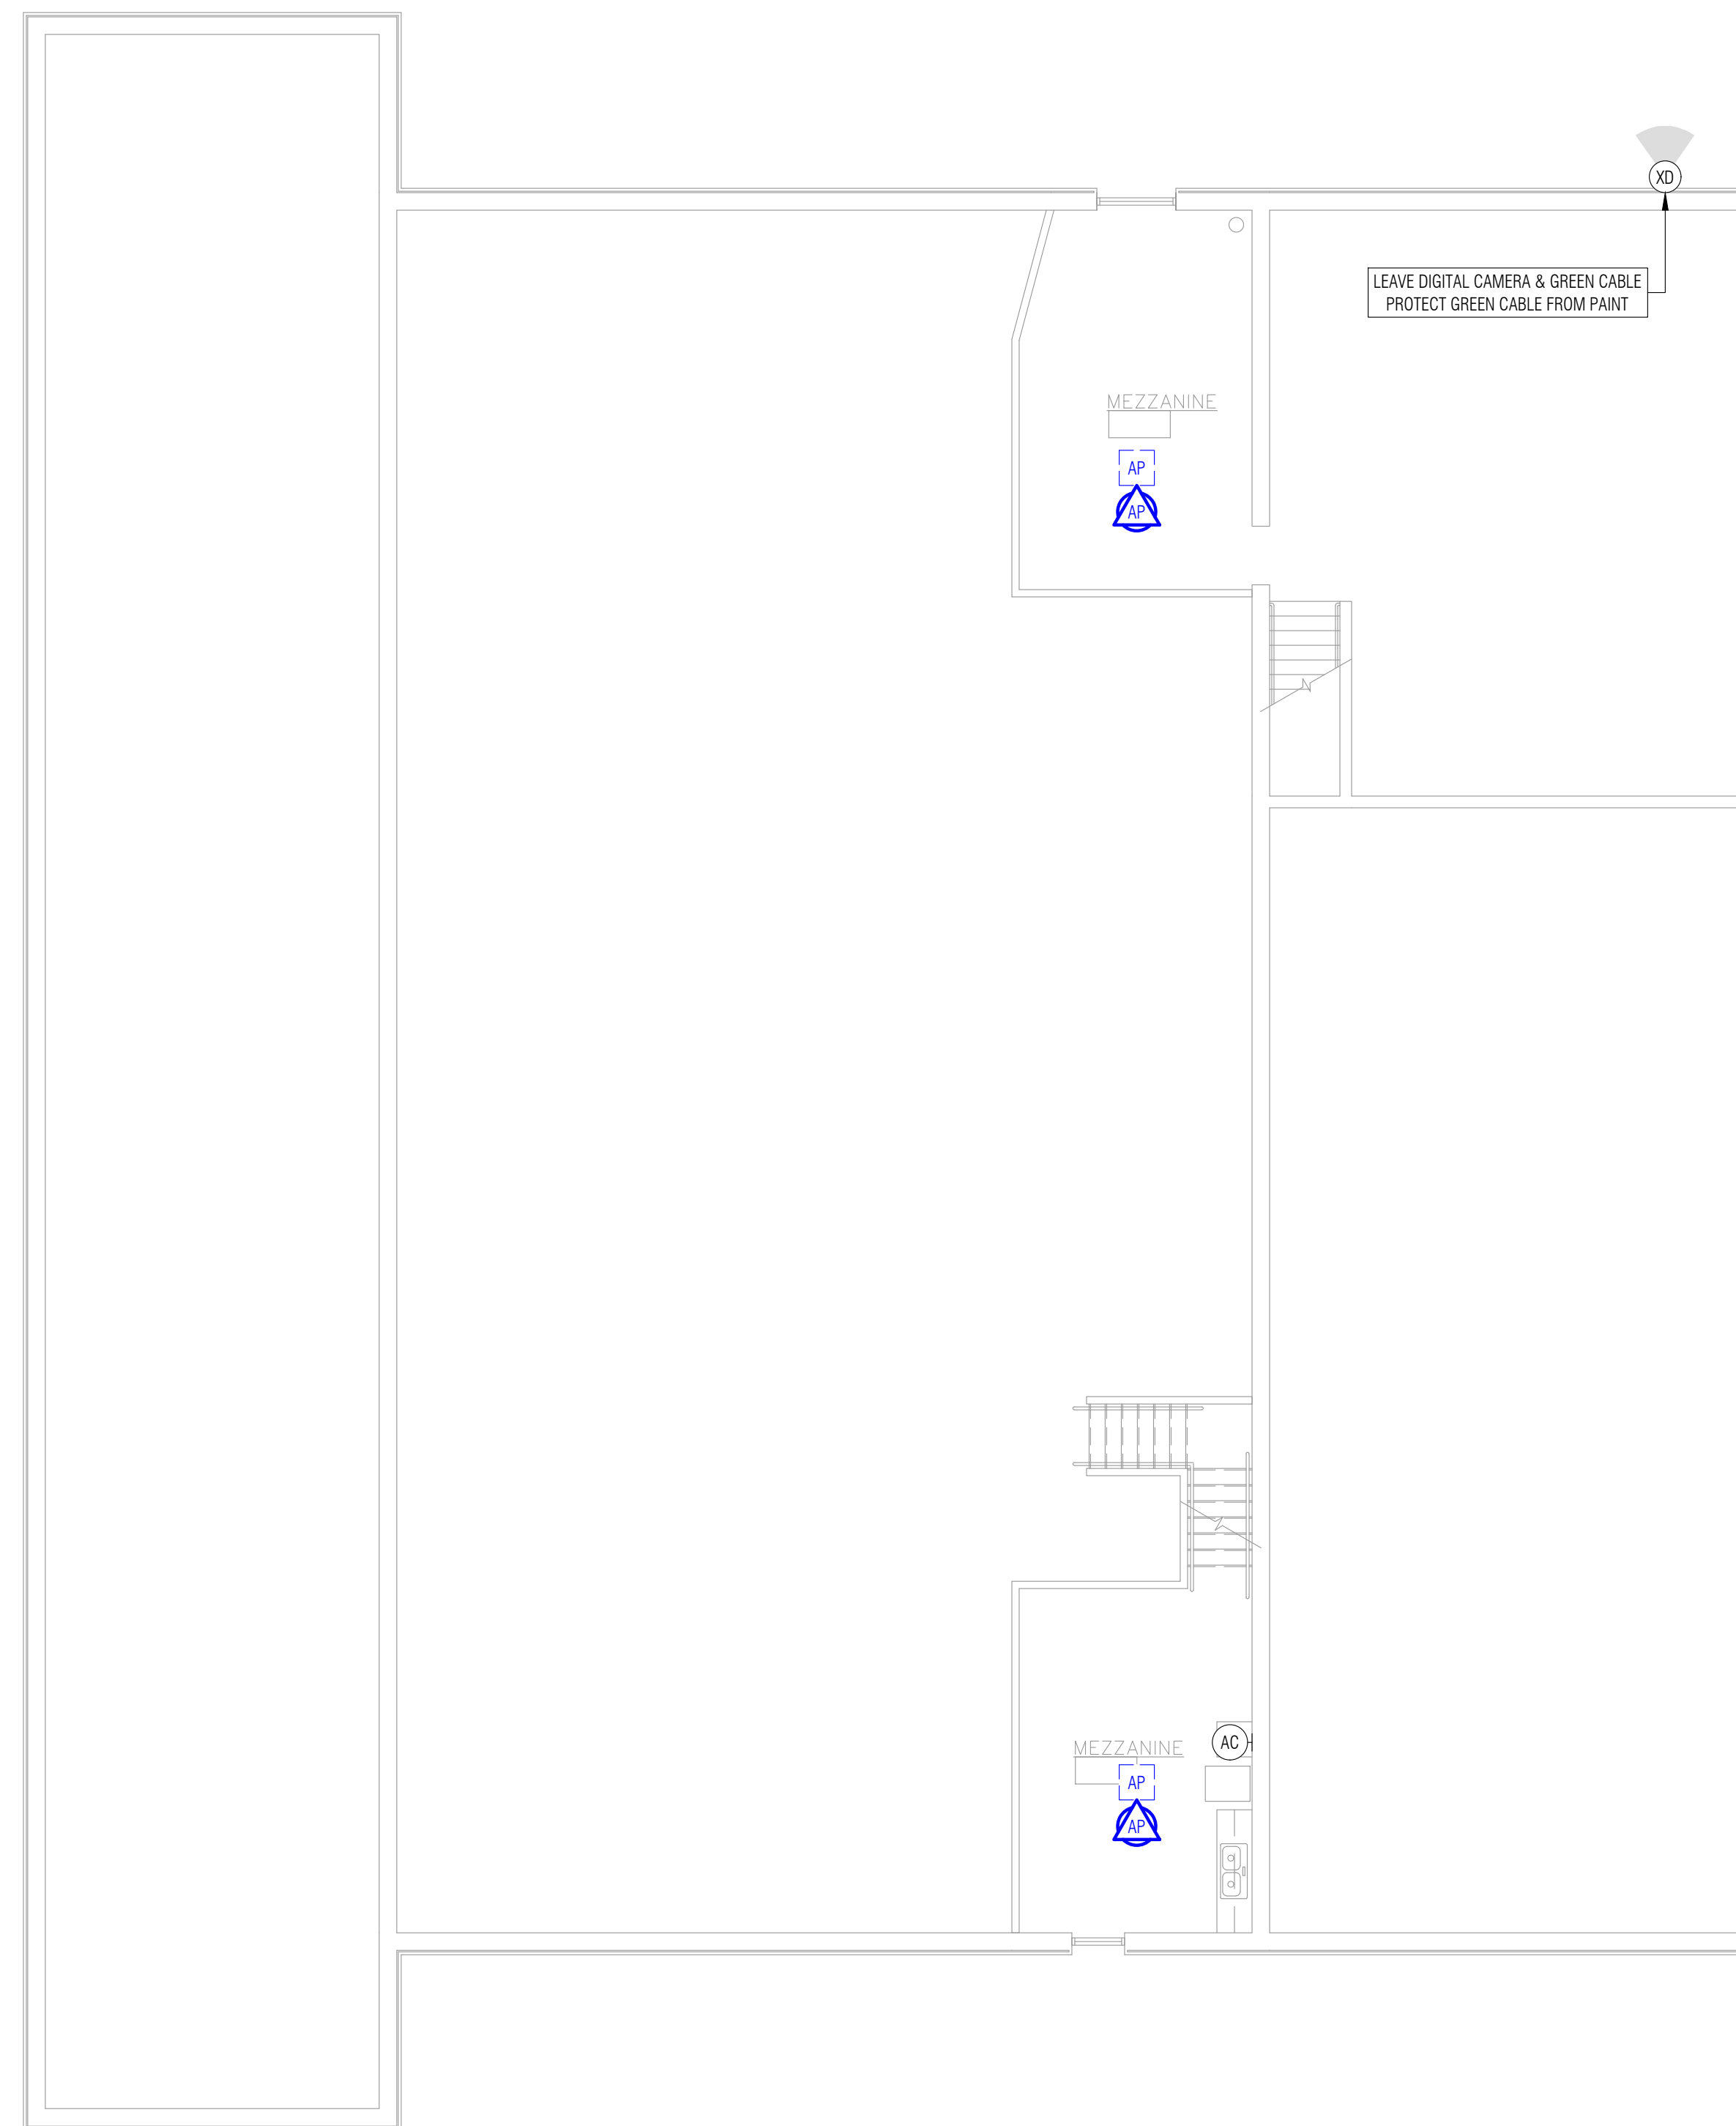 XD
LEAVE DIGITAL CAMERA & GREEN CABLE
PROTECT GREEN CABLE FROM PAINT
MEZZANINE
AP
AP
AC
MEZZANINE
AP
AP